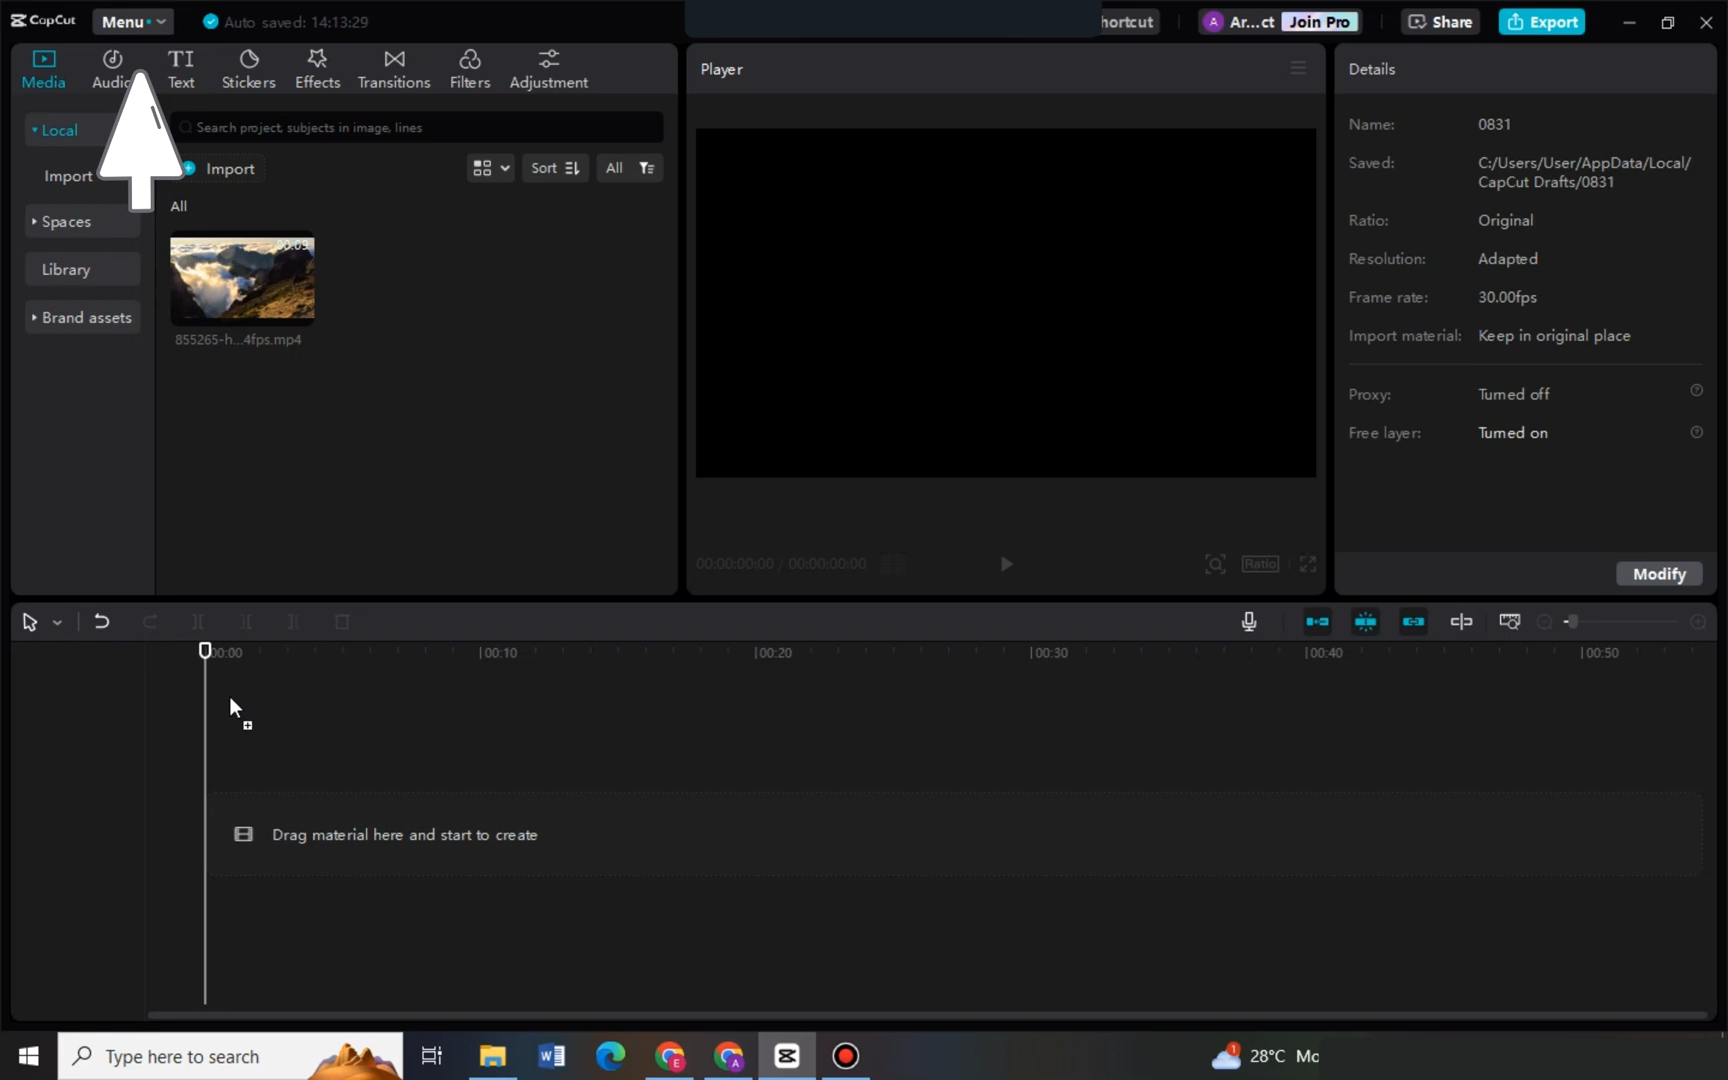 CapCut Menu Auto saved: 14:13:29 hortcut A Ar...ct Join Pro Share Export
Media Audio Text Stickers Effects Transitions Filters Adjustment
Local
Import
Spaces
Library
Brand assets
Search project, subjects in image, lines
Import Sort All
All
00:09
855265-h...4fps.mp4
Player
00:00:00:00 / 00:00:00:00 Ratio
Details
Name: 0831
Saved: C:/Users/User/AppData/Local/
CapCut Drafts/0831
Ratio: Original
Resolution: Adapted
Frame rate: 30.00fps
Import material: Keep in original place
Proxy: Turned off
Free layer: Turned on
Modify
00:00 00:10 00:20 00:30 00:40 00:50
Drag material here and start to create
Type here to search E A 1 28°C Mo